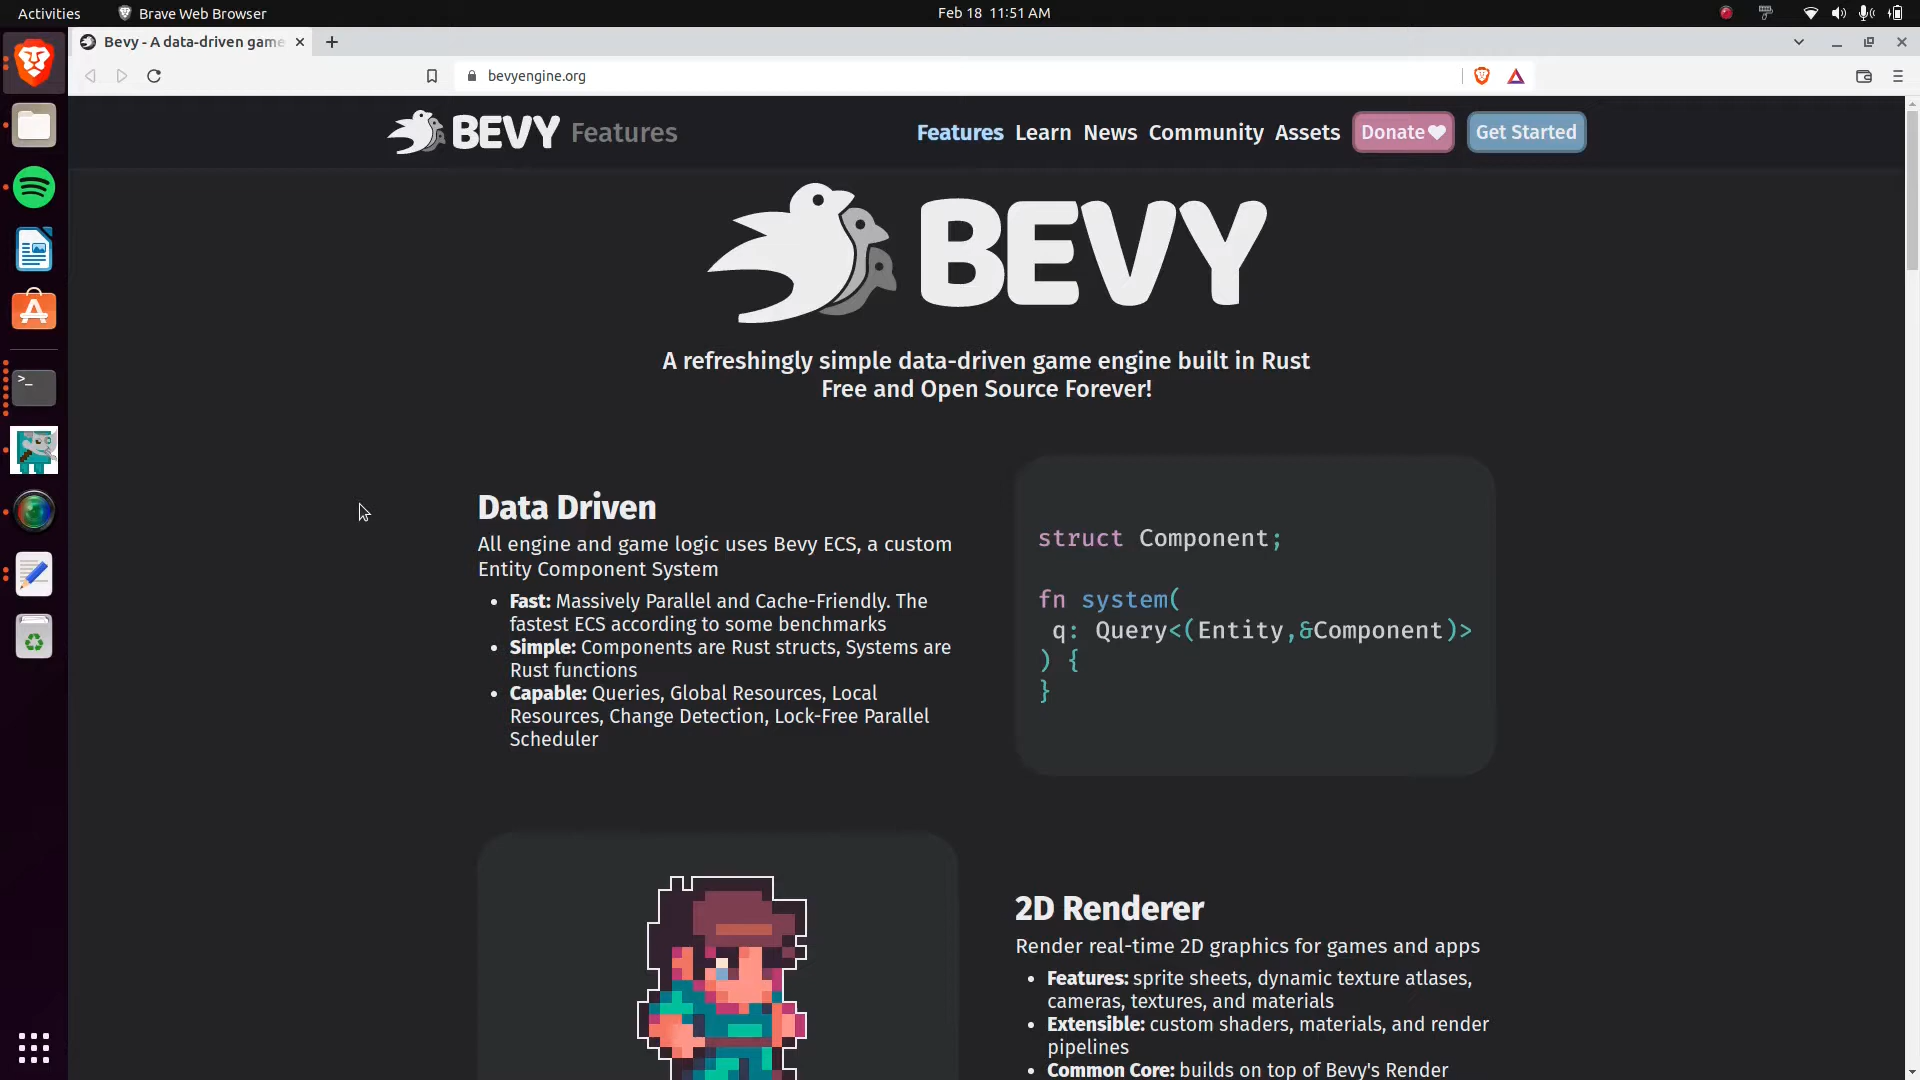 Activities
Brave Web Browser
Feb 18 11:51 AM
Bevy - A data-driven game
bevyengine.org
BEVY Features
Features Learn News Community Assets Donate Get Started
BEVY
A refreshingly simple data-driven game engine built in Rust
Free and Open Source Forever!
Data Driven
All engine and game logic uses Bevy ECS, a custom
Entity Component System
• Fast: Massively Parallel and Cache-Friendly. The
fastest ECS according to some benchmarks
• Simple: Components are Rust structs, Systems are
Rust functions
• Capable: Queries, Global Resources, Local
Resources, Change Detection, Lock-Free Parallel
Scheduler
struct Component;
fn system(
q: Query<(Entity,&Component)>
) {
}
2D Renderer
Render real-time 2D graphics for games and apps
• Features: sprite sheets, dynamic texture atlases,
cameras, textures, and materials
• Extensible: custom shaders, materials, and render
pipelines
• Common Core: builds on top of Bevy's Render